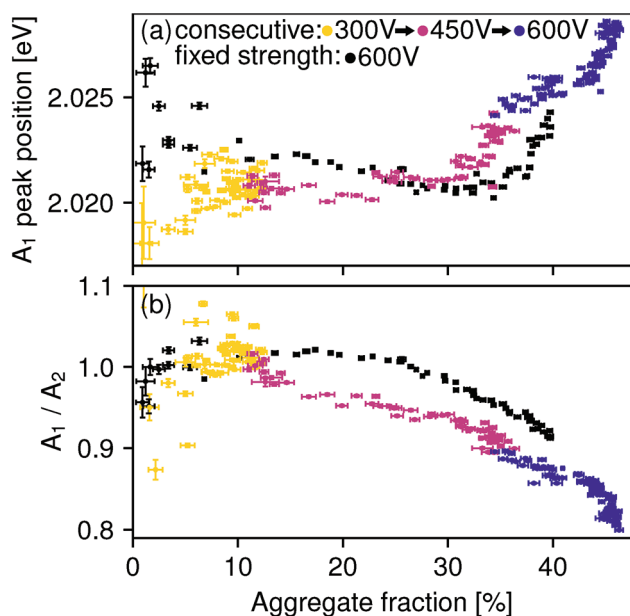 (a) consecutive: 300V 450V 600V
fixed strength: 600V
A₁ peak position [eV]
2.025
2.020
(b)
A₁ / A₂
1.1
1.0
0.9
0.8
0 10 20 30 40
Aggregate fraction [%]